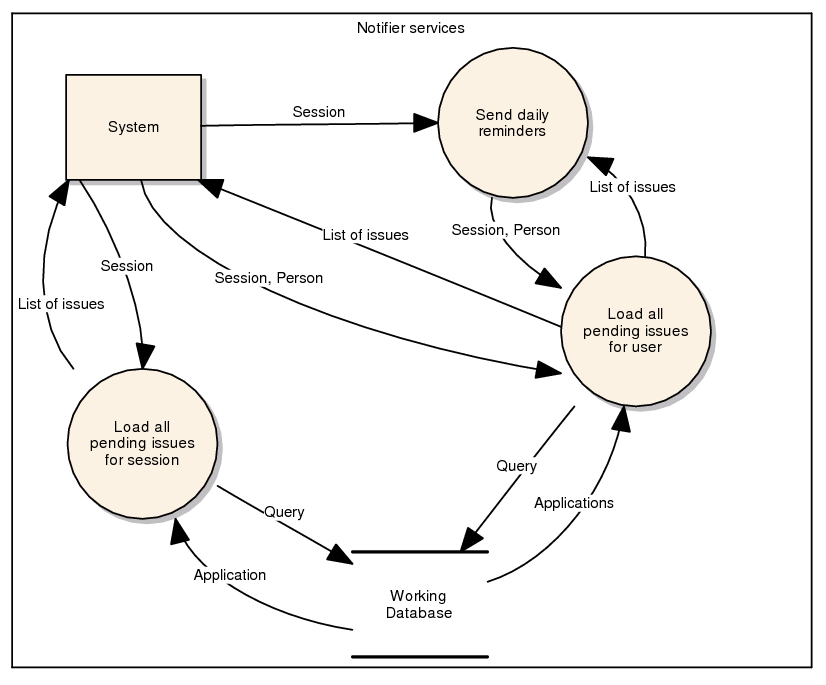 Notifier services
System
Session
Send daily
reminders
List of issues
Session, Person
List of issues
Session
Session, Person
List of issues
Load all
pending issues
for user
Load all
pending issues
for session
Query
Query
Applications
Application
Working
Database